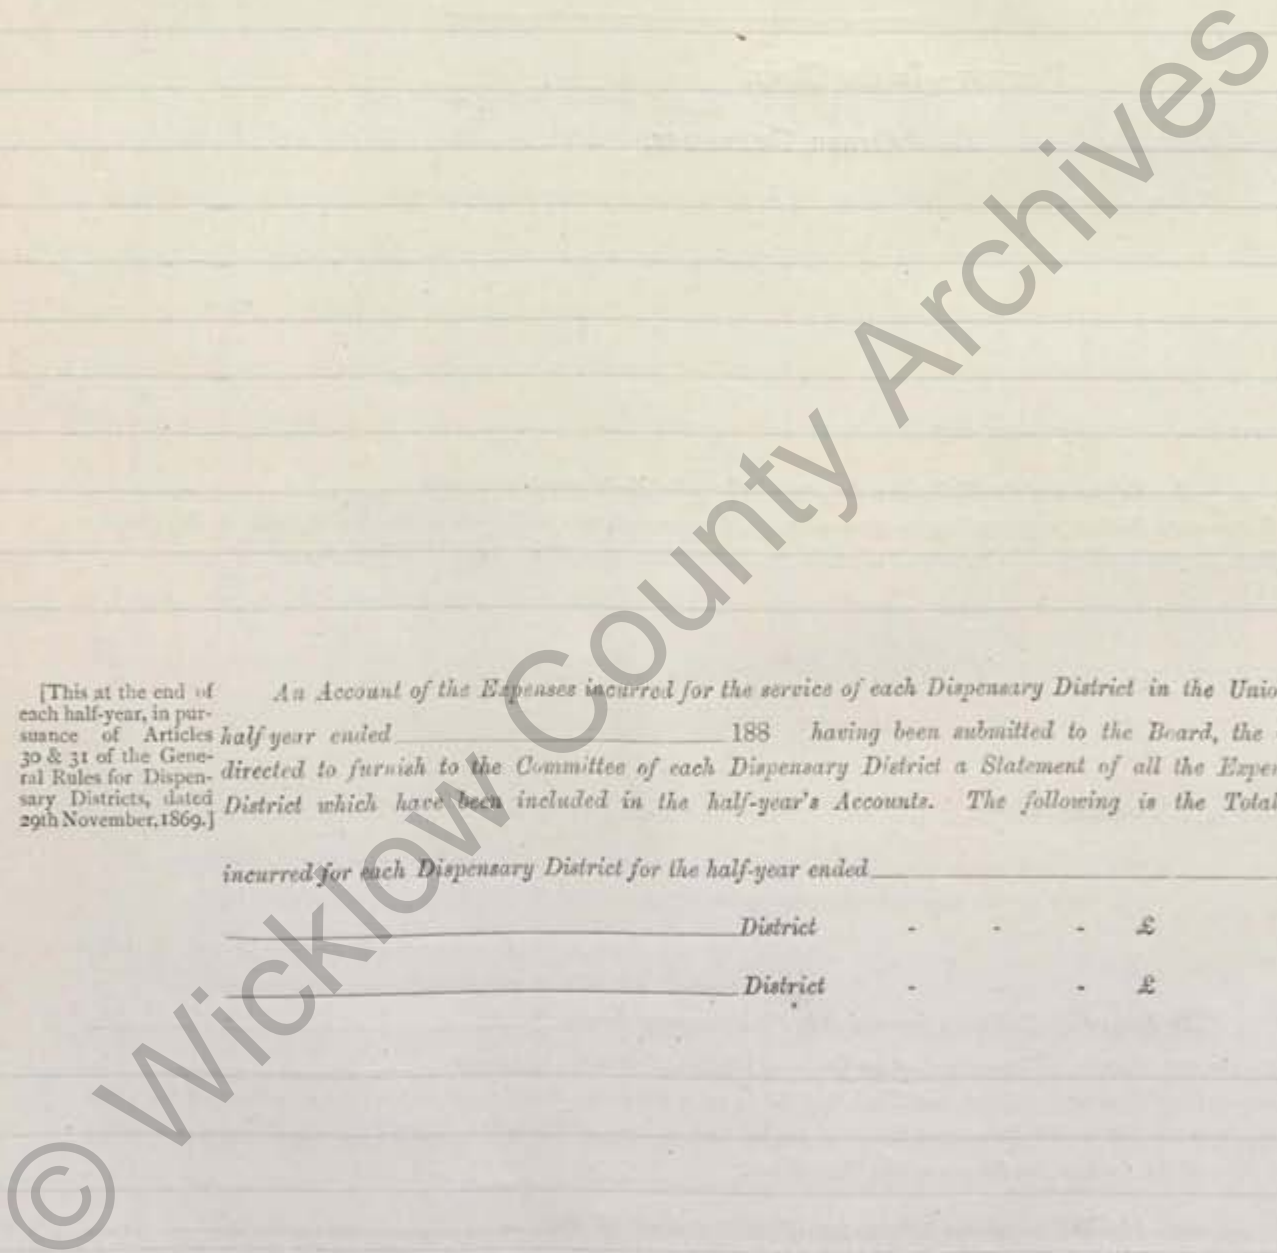 [This at the end of
each half-year, in pur-
suance of Articles
30 & 31 of the Gene-
ral Rules for Dispen-
sary Districts, dated
29th November, 1869.]
An Account of the Expenses incurred for the service of each Dispensary District in the Unio
half year ended ____ 188 having been submitted to the Board, the
directed to furnish to the Committee of each Dispensary District a Statement of all the Expen
District which have been included in the half-year's Accounts. The following is the Total
incurred for each Dispensary District for the half-year ended ____
____ District - - - £
____ District - - £
© Wicklow County Archives